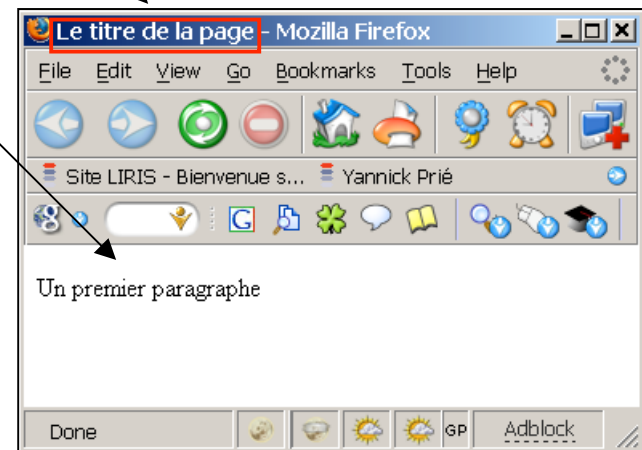 Le titre de la page - Mozilla Firefox
File Edit View Go Bookmarks Tools Help
Site LIRIS - Bienvenue s... Yannick Prié
G
Un premier paragraphe
Done GP Adblock